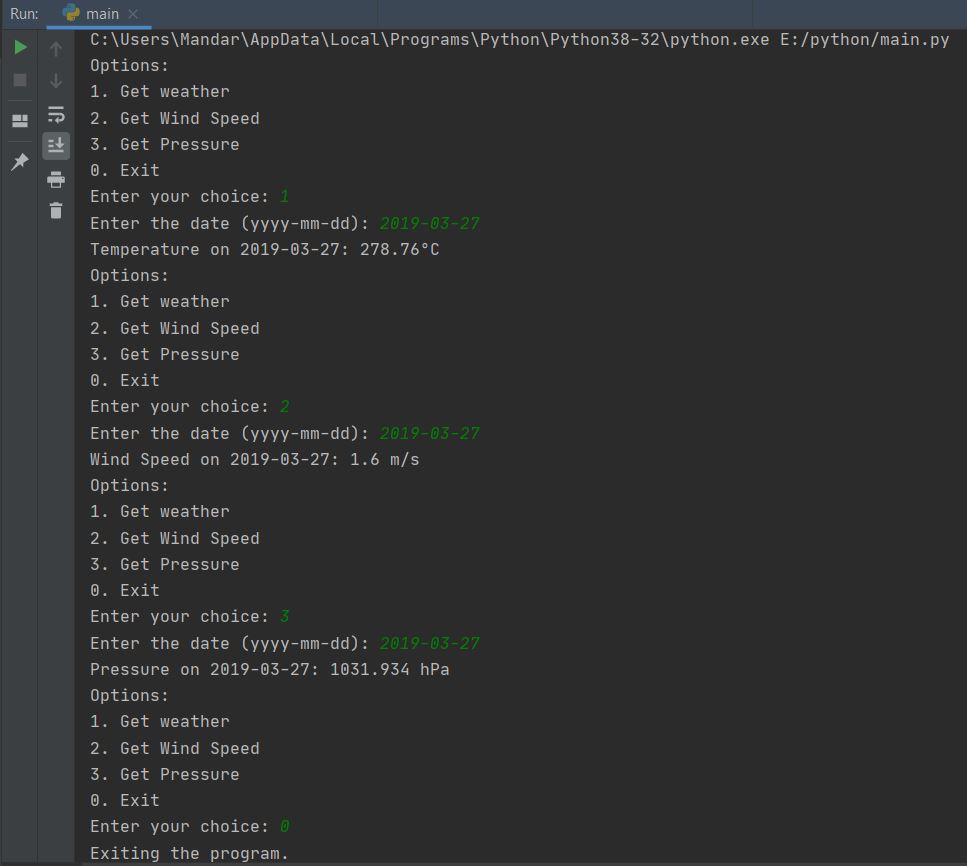 Run: main
C:\Users\Mandar\AppData\Local\Programs\Python\Python38-32\python.exe E:/python/main.py
Options:
1. Get weather
2. Get Wind Speed
3. Get Pressure
0. Exit
Enter your choice: 1
Enter the date (yyyy-mm-dd): 2019-03-27
Temperature on 2019-03-27: 278.76°C
Options:
1. Get weather
2. Get Wind Speed
3. Get Pressure
0. Exit
Enter your choice: 2
Enter the date (yyyy-mm-dd): 2019-03-27
Wind Speed on 2019-03-27: 1.6 m/s
Options:
1. Get weather
2. Get Wind Speed
3. Get Pressure
0. Exit
Enter your choice: 3
Enter the date (yyyy-mm-dd): 2019-03-27
Pressure on 2019-03-27: 1031.934 hPa
Options:
1. Get weather
2. Get Wind Speed
3. Get Pressure
0. Exit
Enter your choice: 0
Exiting the program.